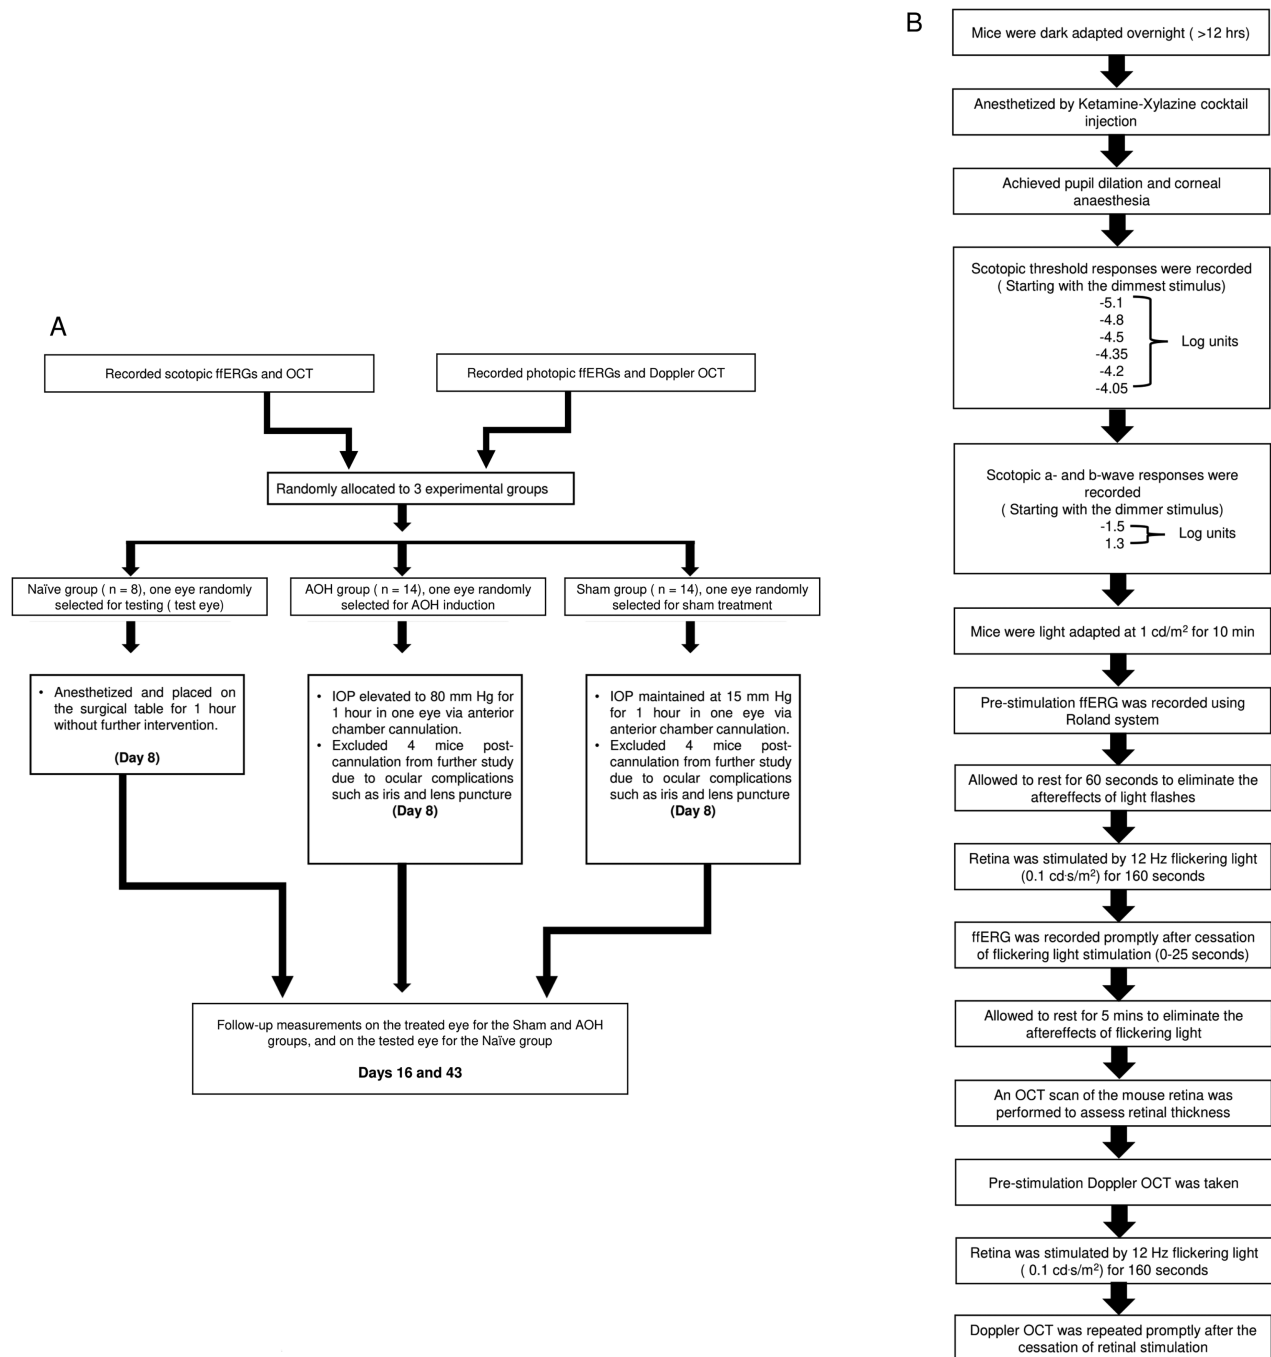 A
Recorded scotopic ffERGs and OCT
Recorded photopic ffERGs and Doppler OCT
Randomly allocated to 3 experimental groups
Naïve group ( n = 8), one eye randomly
selected for testing ( test eye)
AOH group ( n = 14), one eye randomly
selected for AOH induction
Sham group ( n = 14), one eye randomly
selected for sham treatment
• Anesthetized and placed on
the surgical table for 1 hour
without further intervention.
(Day 8)
• IOP elevated to 80 mm Hg for
1 hour in one eye via anterior
chamber cannulation.
• Excluded 4 mice post-
cannulation from further study
due to ocular complications
such as iris and lens puncture
(Day 8)
• IOP maintained at 15 mm Hg
for 1 hour in one eye via
anterior chamber cannulation.
• Excluded 4 mice post-
cannulation from further study
due to ocular complications
such as iris and lens puncture
(Day 8)
Follow-up measurements on the treated eye for the Sham and AOH
groups, and on the tested eye for the Naïve group
Days 16 and 43
B
Mice were dark adapted overnight ( >12 hrs)
Anesthetized by Ketamine-Xylazine cocktail
injection
Achieved pupil dilation and corneal
anaesthesia
Scotopic threshold responses were recorded
( Starting with the dimmest stimulus)
-5.1
-4.8
-4.5
-4.35
-4.2
-4.05
Log units
Scotopic a- and b-wave responses were
recorded
( Starting with the dimmer stimulus)
-1.5
1.3
Log units
Mice were light adapted at 1 cd/m² for 10 min
Pre-stimulation ffERG was recorded using
Roland system
Allowed to rest for 60 seconds to eliminate the
aftereffects of light flashes
Retina was stimulated by 12 Hz flickering light
(0.1 cd·s/m²) for 160 seconds
ffERG was recorded promptly after cessation
of flickering light stimulation (0-25 seconds)
Allowed to rest for 5 mins to eliminate the
aftereffects of flickering light
An OCT scan of the mouse retina was
performed to assess retinal thickness
Pre-stimulation Doppler OCT was taken
Retina was stimulated by 12 Hz flickering light
( 0.1 cd·s/m²) for 160 seconds
Doppler OCT was repeated promptly after the
cessation of retinal stimulation